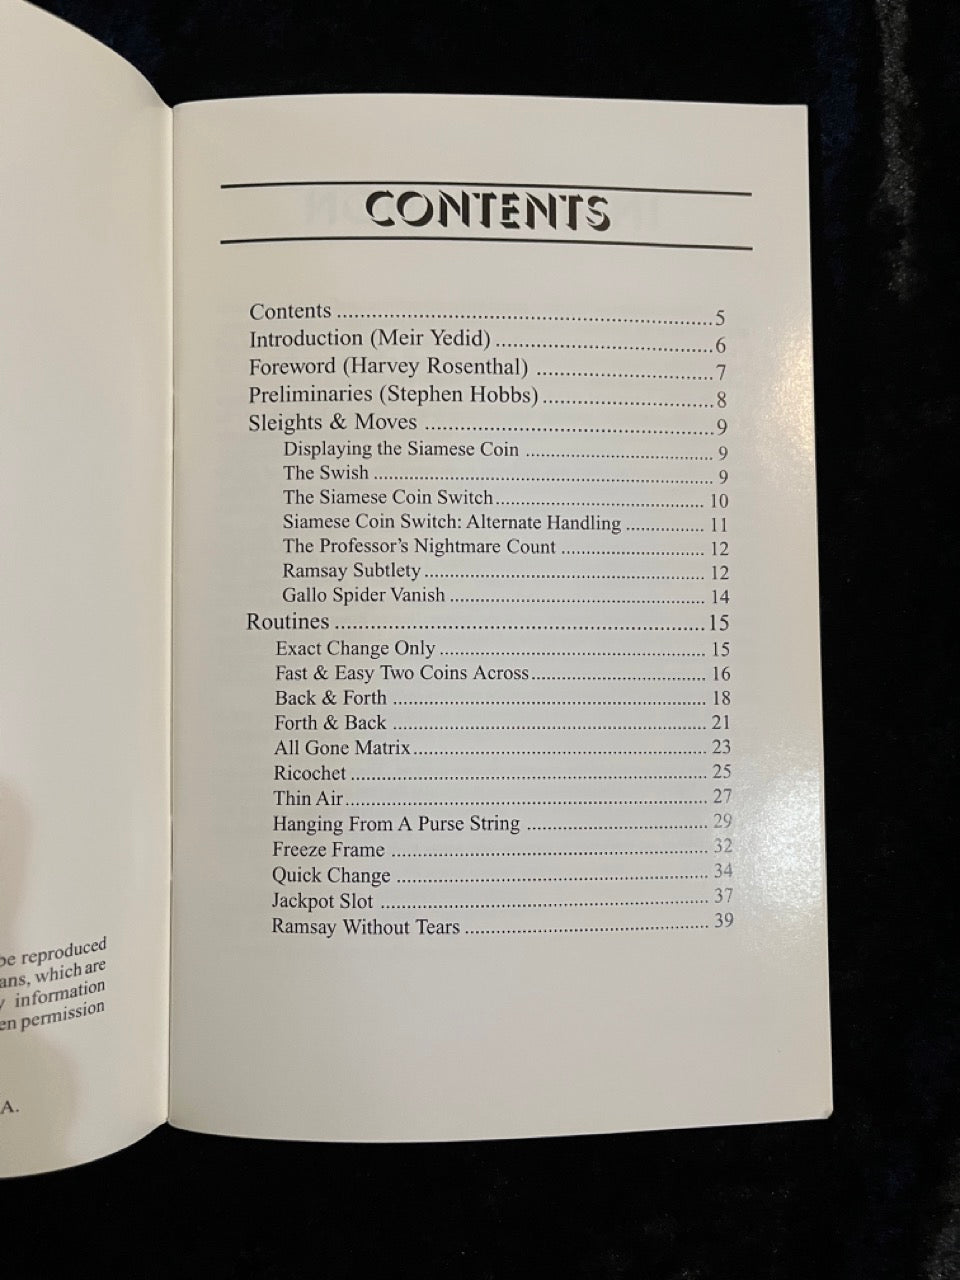 be reproduced
ans, which are
information
en permission
A.
CONTENTS
Contents ........ 5
Introduction (Meir Yedid) ........ 6
Foreword (Harvey Rosenthal) ........ 7
Preliminaries (Stephen Hobbs) ........ 8
Sleights & Moves ........ 9
Displaying the Siamese Coin ........ 9
The Swish ........ 9
The Siamese Coin Switch ........ 10
Siamese Coin Switch: Alternate Handling ........ 11
The Professor's Nightmare Count ........ 12
Ramsay Subtlety ........ 12
Gallo Spider Vanish ........ 14
Routines ........ 15
Exact Change Only ........ 15
Fast & Easy Two Coins Across ........ 16
Back & Forth ........ 18
Forth & Back ........ 21
All Gone Matrix ........ 23
Ricochet ........ 25
Thin Air ........ 27
Hanging From A Purse String ........ 29
Freeze Frame ........ 32
Quick Change ........ 34
Jackpot Slot ........ 37
Ramsay Without Tears ........ 39